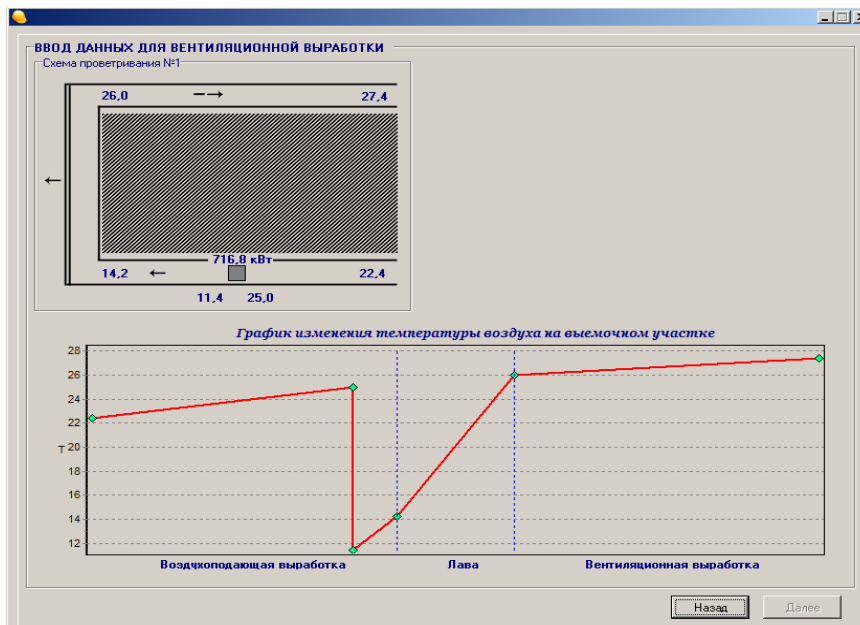 ВВОД ДАННЫХ ДЛЯ ВЕНТИЛЯЦИОННОЙ ВЫРАБОТКИ
Схема проветривания №1
26,0 → 27,4
←
716,8 кВт
14,2 ← 22,4
11,4 25,0
График изменения температуры воздуха на выемочном участке
28
26
24
22
T 20
18
16
14
12
Воздухоподающая выработка Лава Вентиляционная выработка
Назад Далее